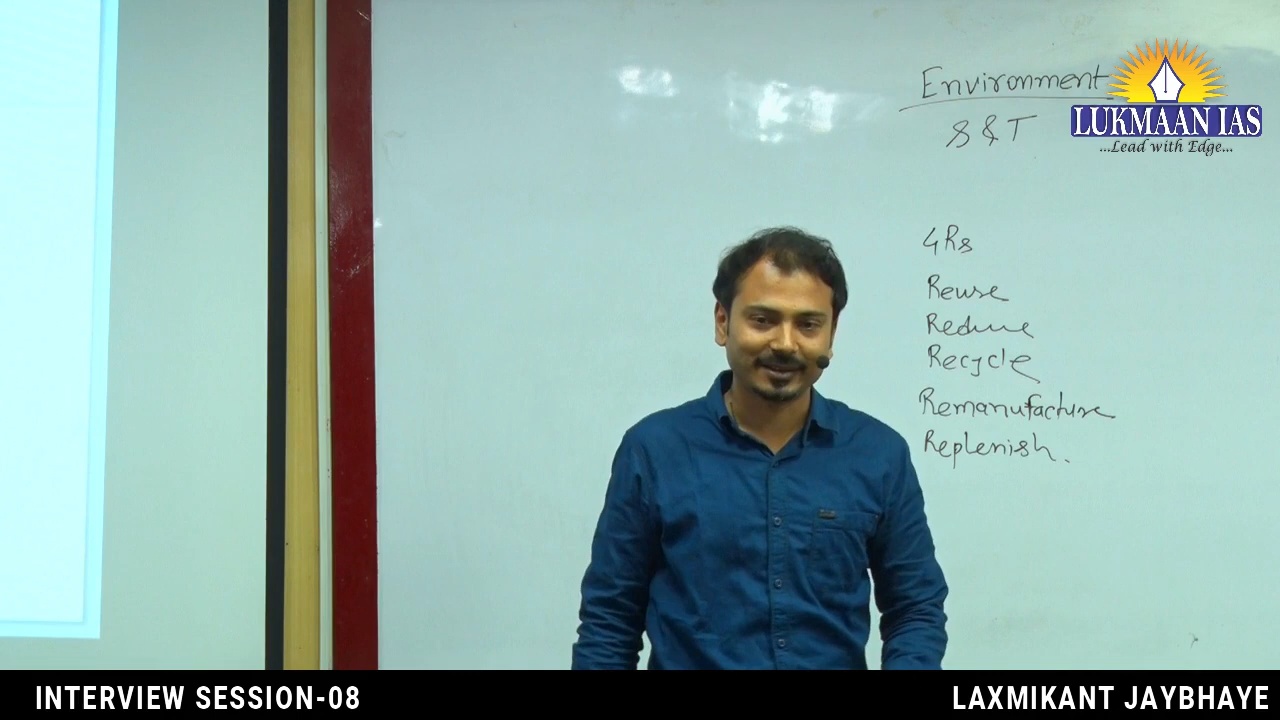 Environment
S&T
LUKMAAN IAS
...Lead with Edge...
4Rs
Reuse
Reduce
Recycle
Remanufacture
Replenish.
INTERVIEW SESSION-08
LAXMIKANT JAYBHAYE